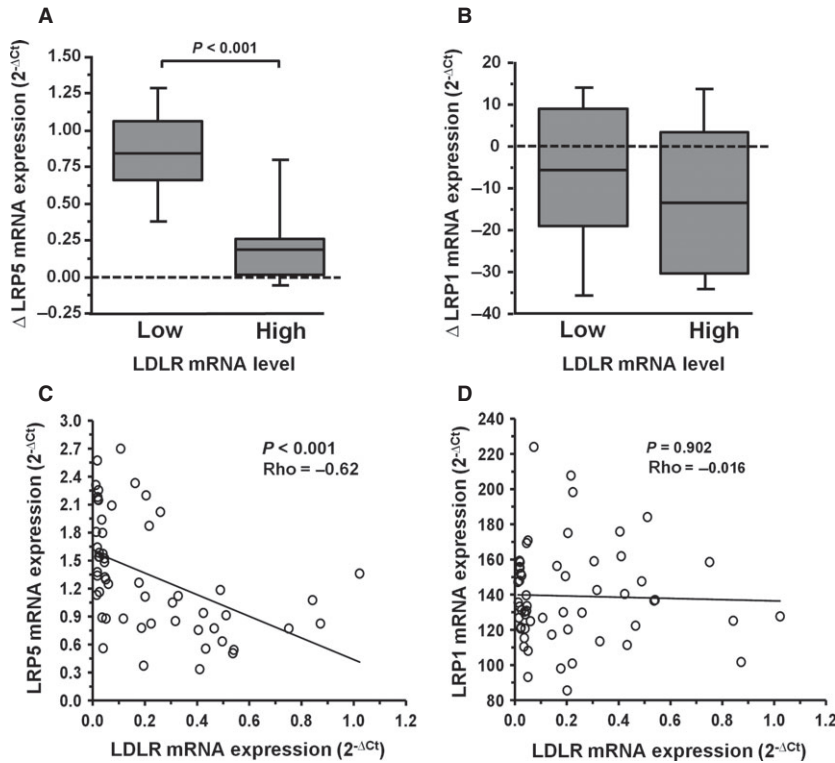 A
P < 0.001
Δ LRP5 mRNA expression (2-ΔCt)
1.50
1.25
1.00
0.75
0.50
0.25
0.00
–0.25
Low High
LDLR mRNA level
B
Δ LRP1 mRNA expression (2-ΔCt)
20
10
0
–10
–20
–30
–40
Low High
LDLR mRNA level
C
P < 0.001
Rho = –0.62
LRP5 mRNA expression (2-ΔCt)
3.0
2.7
2.4
2.1
1.8
1.5
1.2
0.9
0.6
0.3
0.0
0.0 0.2 0.4 0.6 0.8 1.0 1.2
LDLR mRNA expression (2-ΔCt)
D
P = 0.902
Rho = –0.016
LRP1 mRNA expression (2-ΔCt)
240
220
200
180
160
140
120
100
80
0.0 0.2 0.4 0.6 0.8 1.0 1.2
LDLR mRNA expression (2-ΔCt)